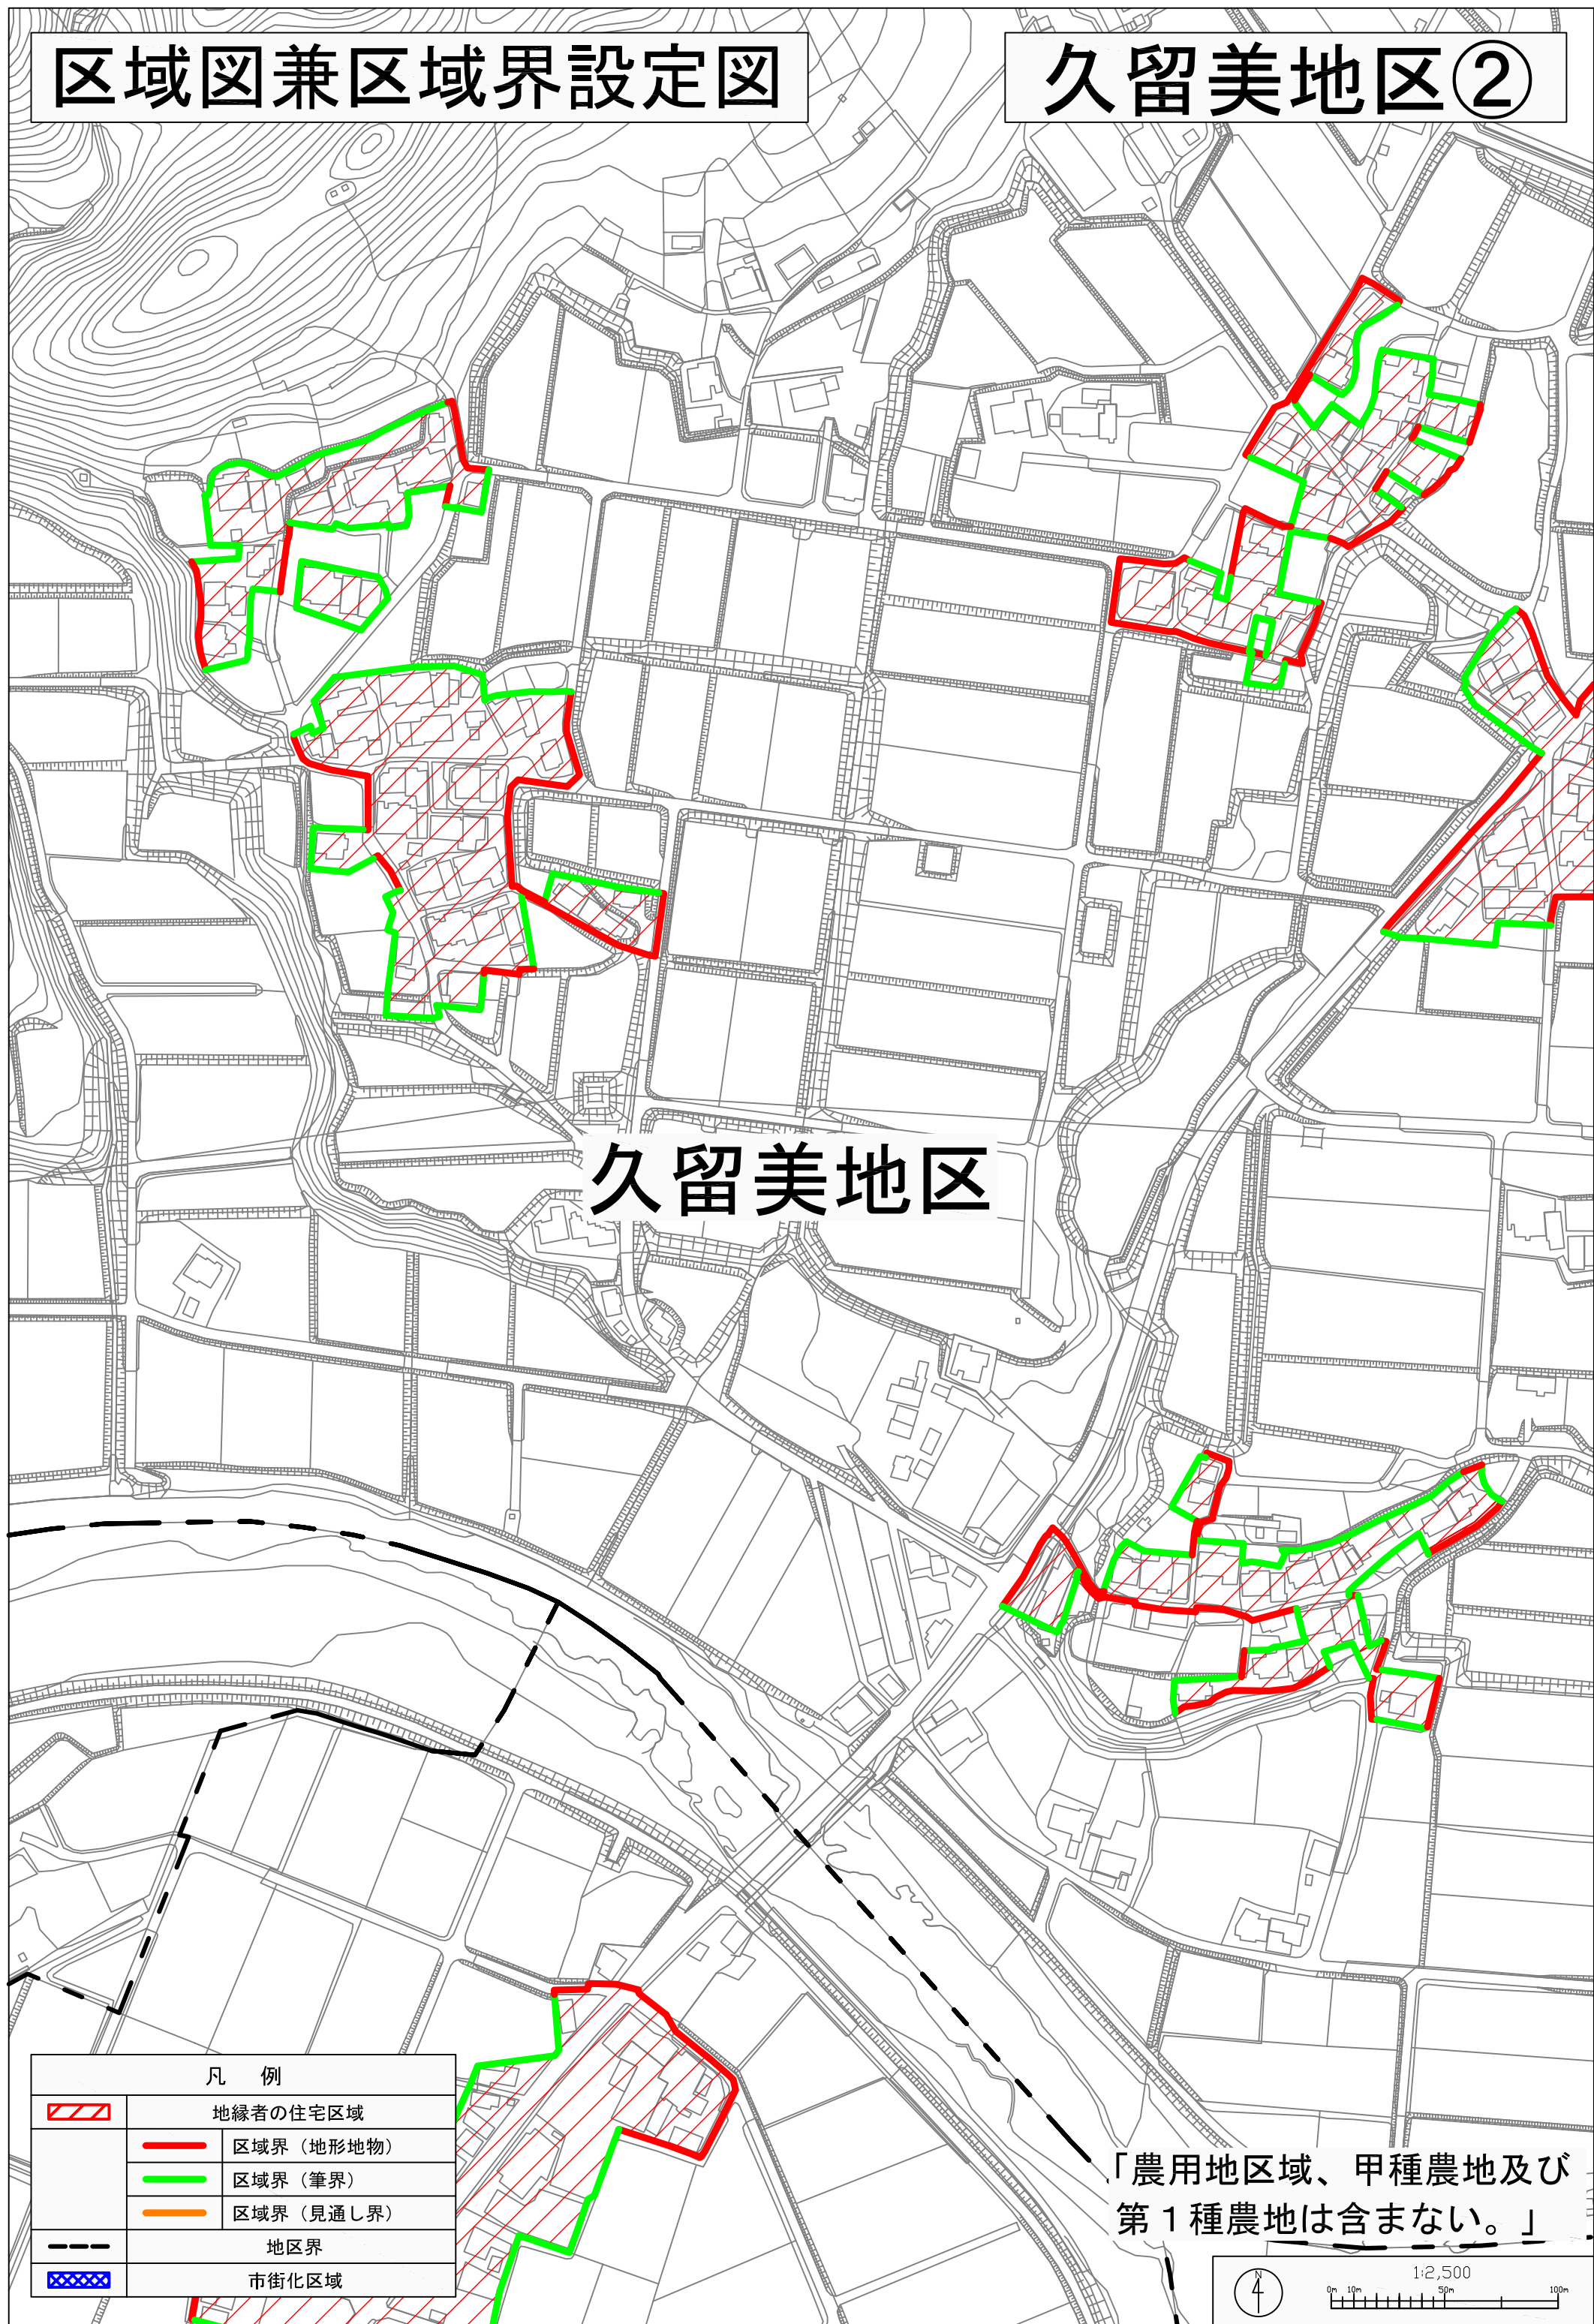 区域図兼区域界設定図
久留美地区②
久留美地区
凡 例
地縁者の住宅区域
区域界（地形地物）
区域界（筆界）
区域界（見通し界）
地区界
市街化区域
「農用地区域、甲種農地及び
第１種農地は含まない。」
N
1:2,500
0m 10m 50m 100m